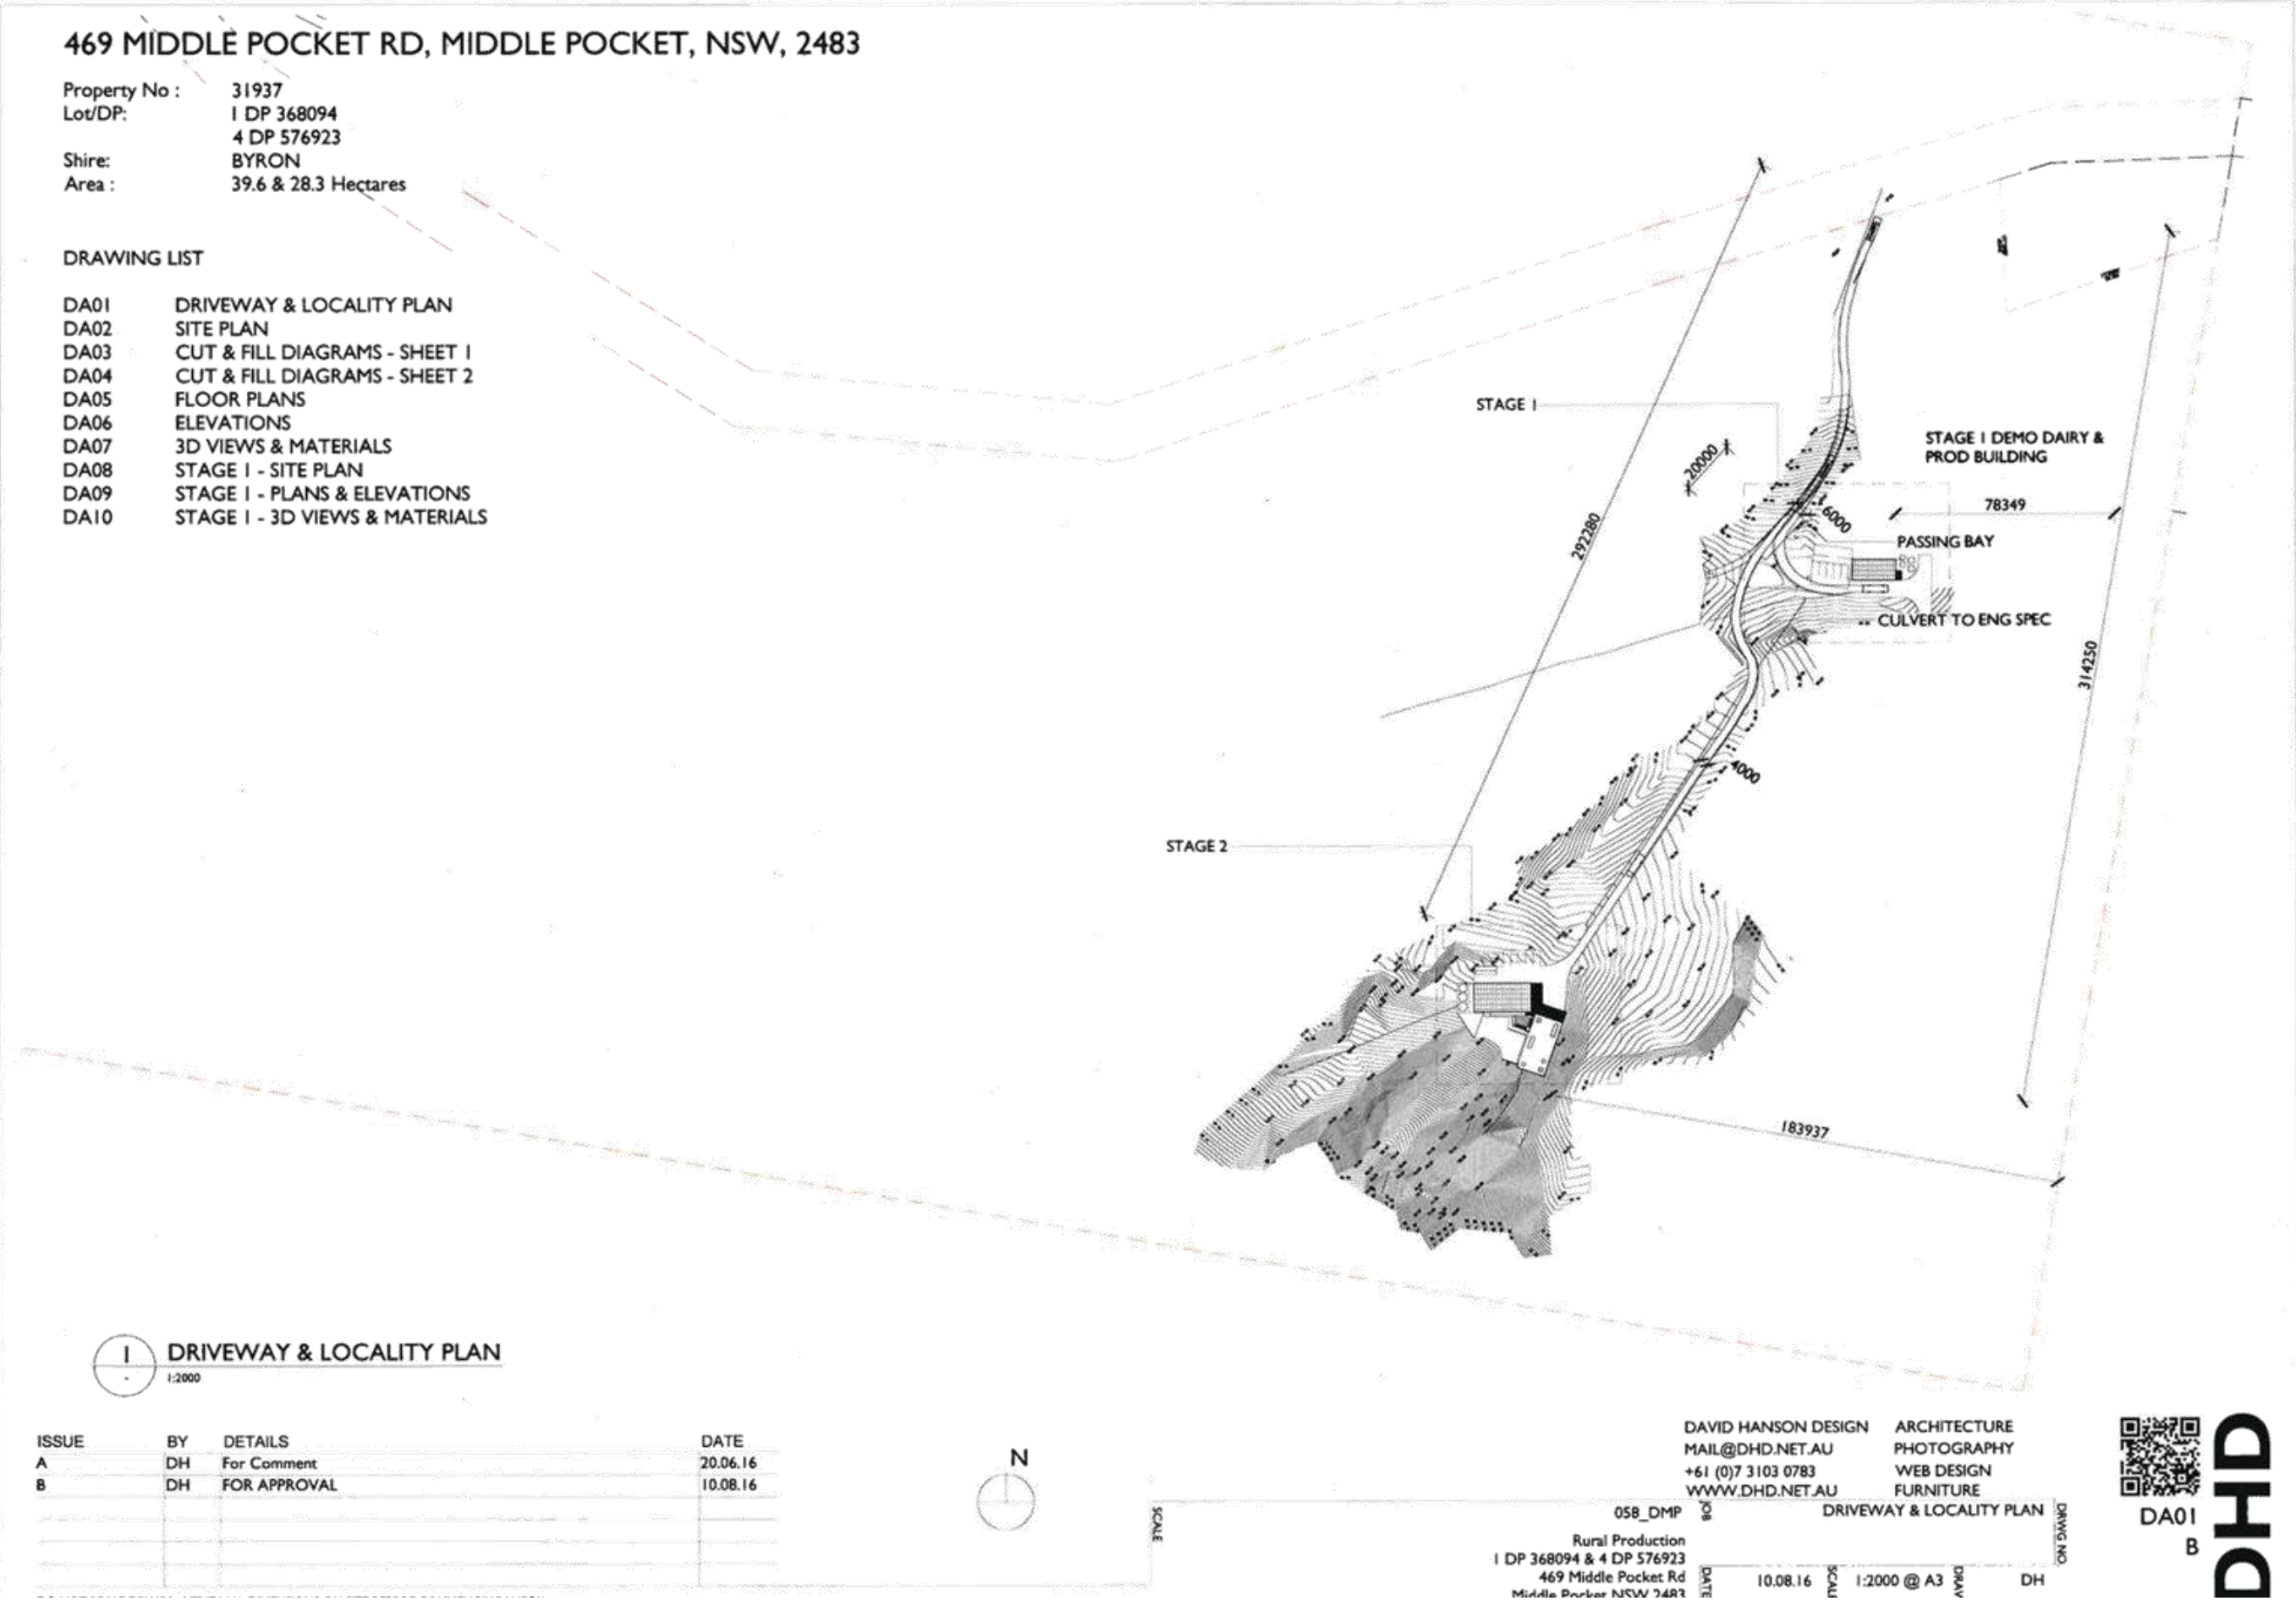 469 MIDDLE POCKET RD, MIDDLE POCKET, NSW, 2483
Property No : 31937
Lot/DP: 1 DP 368094
4 DP 576923
Shire: BYRON
Area : 39.6 & 28.3 Hectares
DRAWING LIST
DA01 DRIVEWAY & LOCALITY PLAN
DA02 SITE PLAN
DA03 CUT & FILL DIAGRAMS - SHEET 1
DA04 CUT & FILL DIAGRAMS - SHEET 2
DA05 FLOOR PLANS
DA06 ELEVATIONS
DA07 3D VIEWS & MATERIALS
DA08 STAGE 1 - SITE PLAN
DA09 STAGE 1 - PLANS & ELEVATIONS
DA10 STAGE 1 - 3D VIEWS & MATERIALS
STAGE 1
STAGE 1 DEMO DAIRY &
PROD BUILDING
20000
292280
6000
78349
PASSING BAY
CULVERT TO ENG SPEC
314250
4000
STAGE 2
183937
1
-
DRIVEWAY & LOCALITY PLAN
1:2000
ISSUE BY DETAILS DATE
A DH For Comment 20.06.16
B DH FOR APPROVAL 10.08.16
N
DAVID HANSON DESIGN ARCHITECTURE
MAIL@DHD.NET.AU PHOTOGRAPHY
+61 (0)7 3103 0783 WEB DESIGN
WWW.DHD.NET.AU FURNITURE
SCALE
058_DMP JOB
Rural Production
1 DP 368094 & 4 DP 576923
469 Middle Pocket Rd
Middle Pocket NSW 2483
DRIVEWAY & LOCALITY PLAN
DRWG NO.
DATE 10.08.16
SCAL 1:2000 @ A3
DRAW DH
DA01
B
DHD